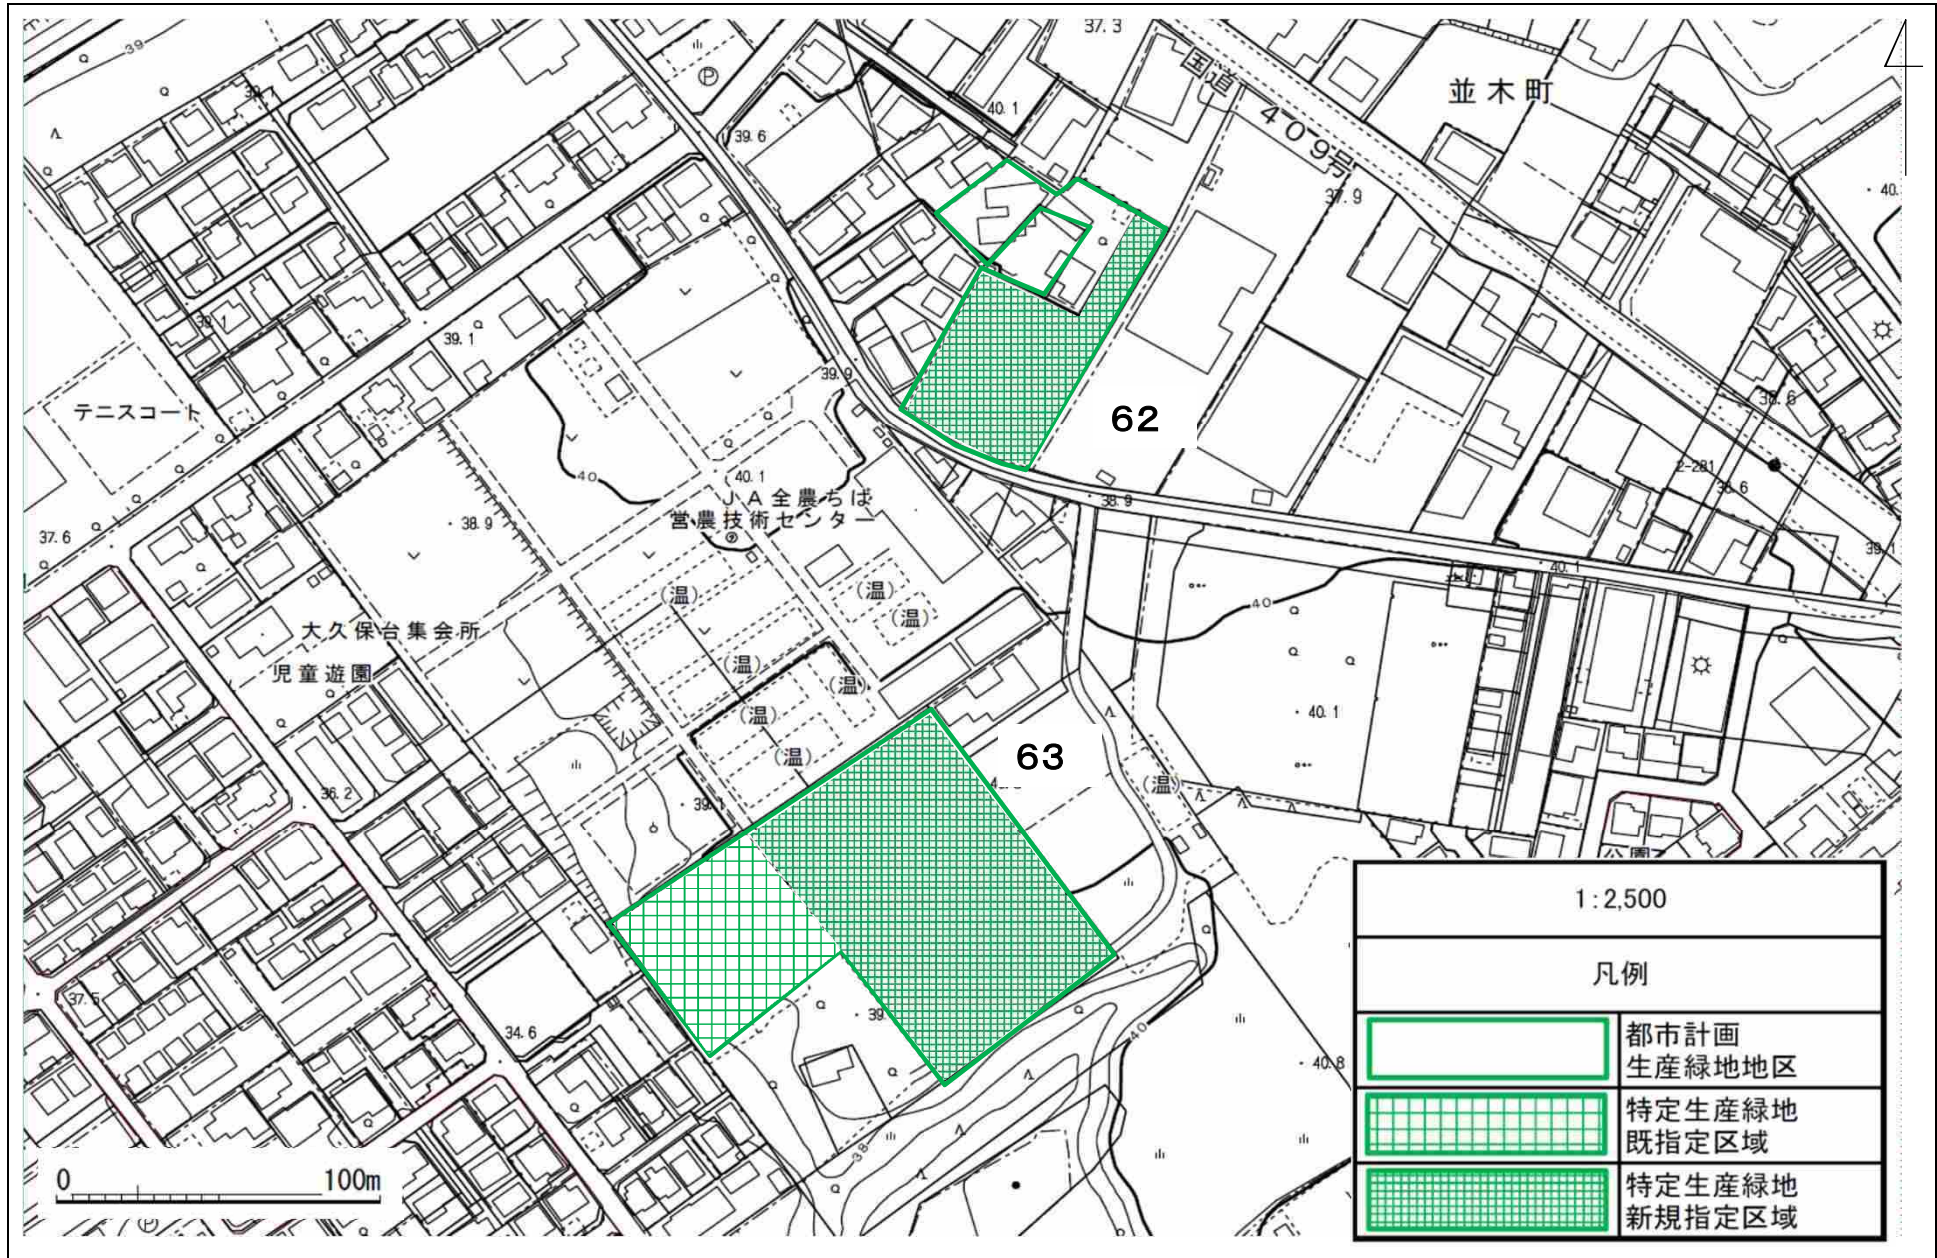 39
37.3
国道409号
並木町
40.1
39.6
37.9
39.1
39.1
39.9
テニスコート
62
38.6
40
40.1
JA全農ちば
営農技術センター
2-281
38.6
38.9
38.9
37.6
39.1
40.1
(温)
(温)
(温)
40
大久保台集会所
児童遊園
(温)
(温)
(温)
(温)
40.1
63
(温)
36.2
39.1
公園
37.5
34.6
39.
40
40.8
38
0 100m
1:2,500
凡例
都市計画
生産緑地地区
特定生産緑地
既指定区域
特定生産緑地
新規指定区域